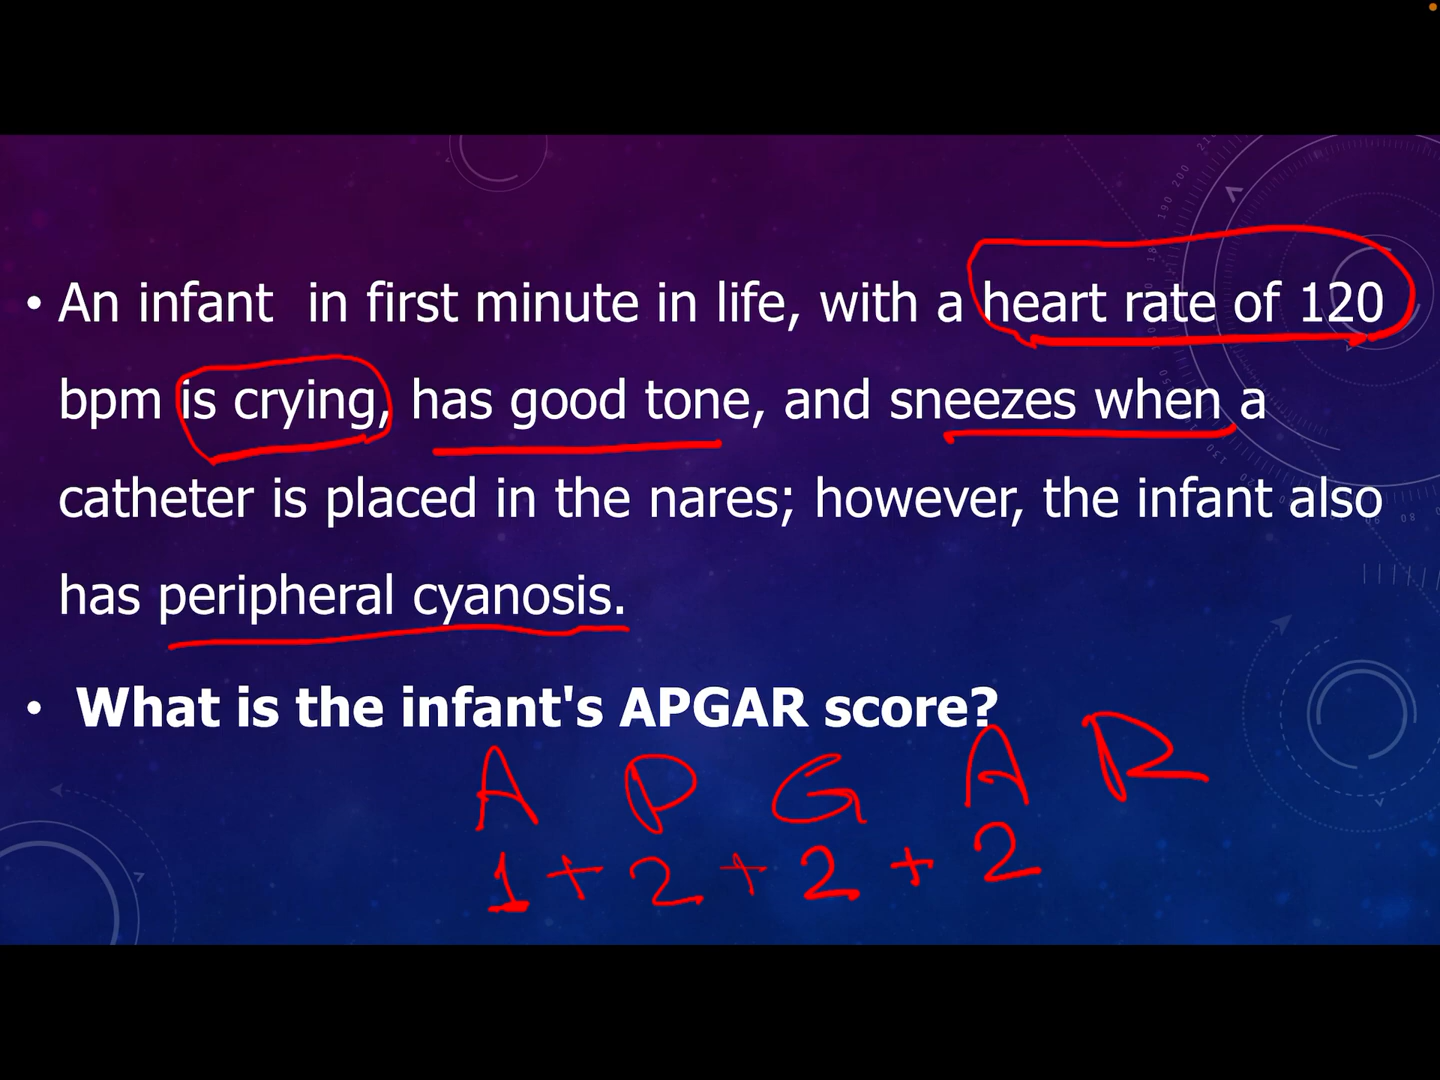 • An infant in first minute in life, with a heart rate of 120
bpm is crying, has good tone, and sneezes when a
catheter is placed in the nares; however, the infant also
has peripheral cyanosis.
• What is the infant's APGAR score?
A P G A R
1 + 2 + 2 + 2